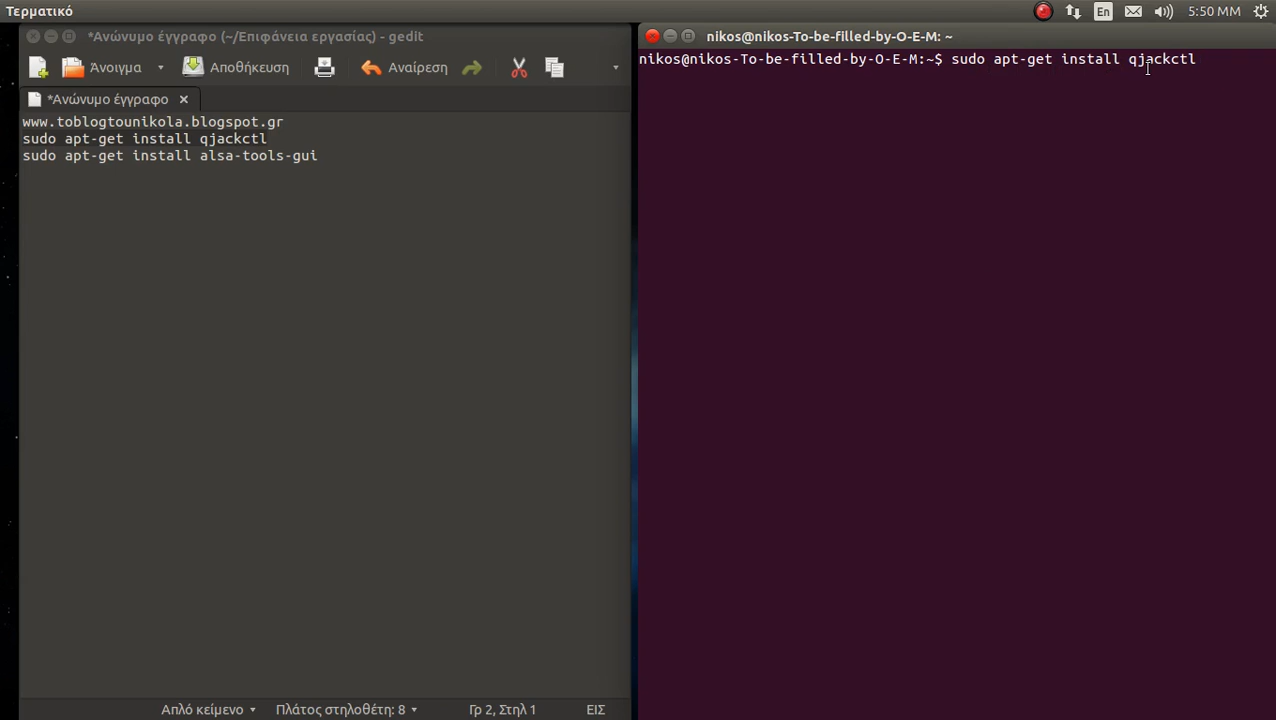 Τερματικό
En
5:50 ΜΜ
*Ανώνυμο έγγραφο (~/Επιφάνεια εργασίας) - gedit
Άνοιγμα
Αποθήκευση
Αναίρεση
*Ανώνυμο έγγραφο
www.toblogtounikola.blogspot.gr
sudo apt-get install qjackctl
sudo apt-get install alsa-tools-gui
Απλό κείμενο
Πλάτος στηλοθέτη: 8
Γρ 2, Στηλ 1
ΕΙΣ
nikos@nikos-To-be-filled-by-O-E-M: ~
nikos@nikos-To-be-filled-by-O-E-M:~$ sudo apt-get install qjackctl